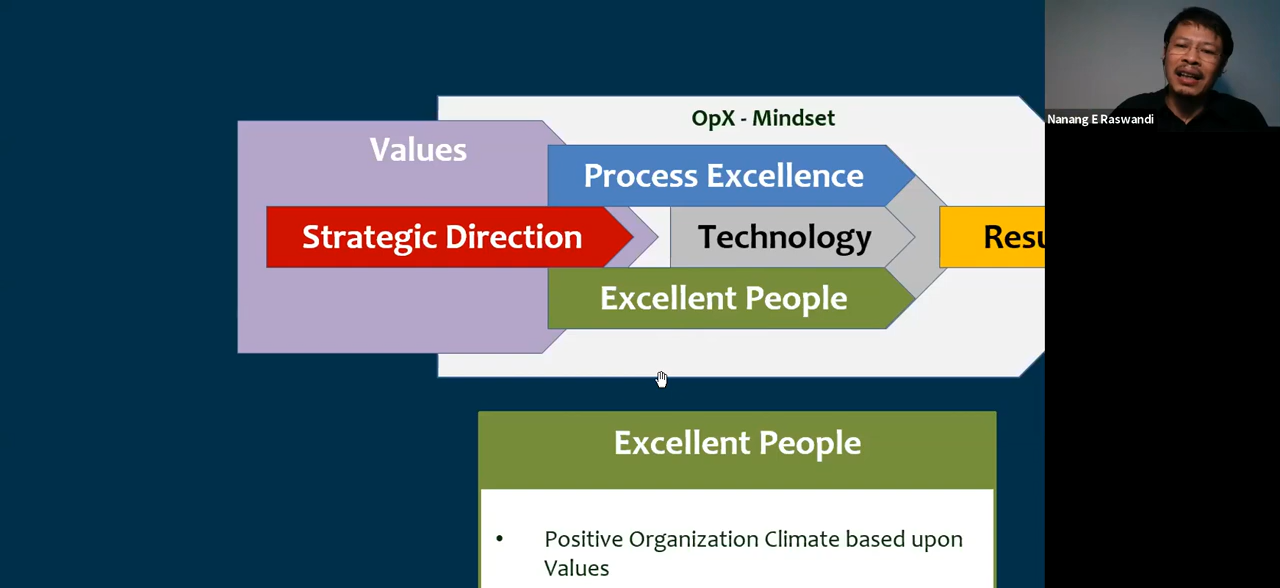 OpX - Mindset
Nanang E Raswandi
Values
Process Excellence
Strategic Direction
Technology
Resu
Excellent People
Excellent People
• Positive Organization Climate based upon
Values